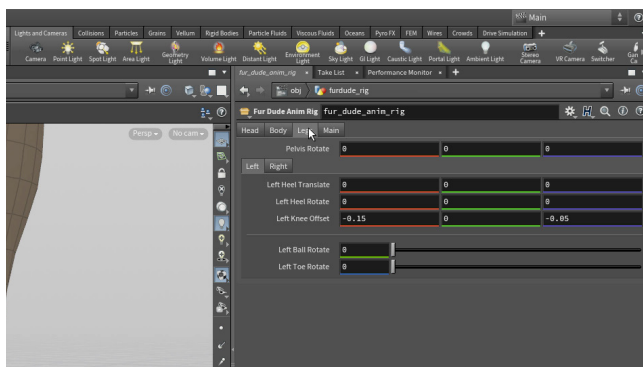 Main
Lights and Cameras Collisions Particles Grains Vellum Rigid Bodies Particle Fluids Viscous Fluids Oceans Pyro FX FEM Wires Crowds Drive Simulation +
Camera Point Light Spot Light Area Light Geometry Light Volume Light Distant Light Environment Light Sky Light GI Light Caustic Light Portal Light Ambient Light Stereo Camera VR Camera Switcher
fur_dude_anim_rig × Take List × Performance Monitor × +
obj furdude_rig
Fur Dude Anim Rig fur_dude_anim_rig
Persp No cam
Head Body Legs Main
Pelvis Rotate 0 0 0
Left Right
Left Heel Translate 0 0 0
Left Heel Rotate 0 0 0
Left Knee Offset -0.15 0 -0.05
Left Ball Rotate 0
Left Toe Rotate 0